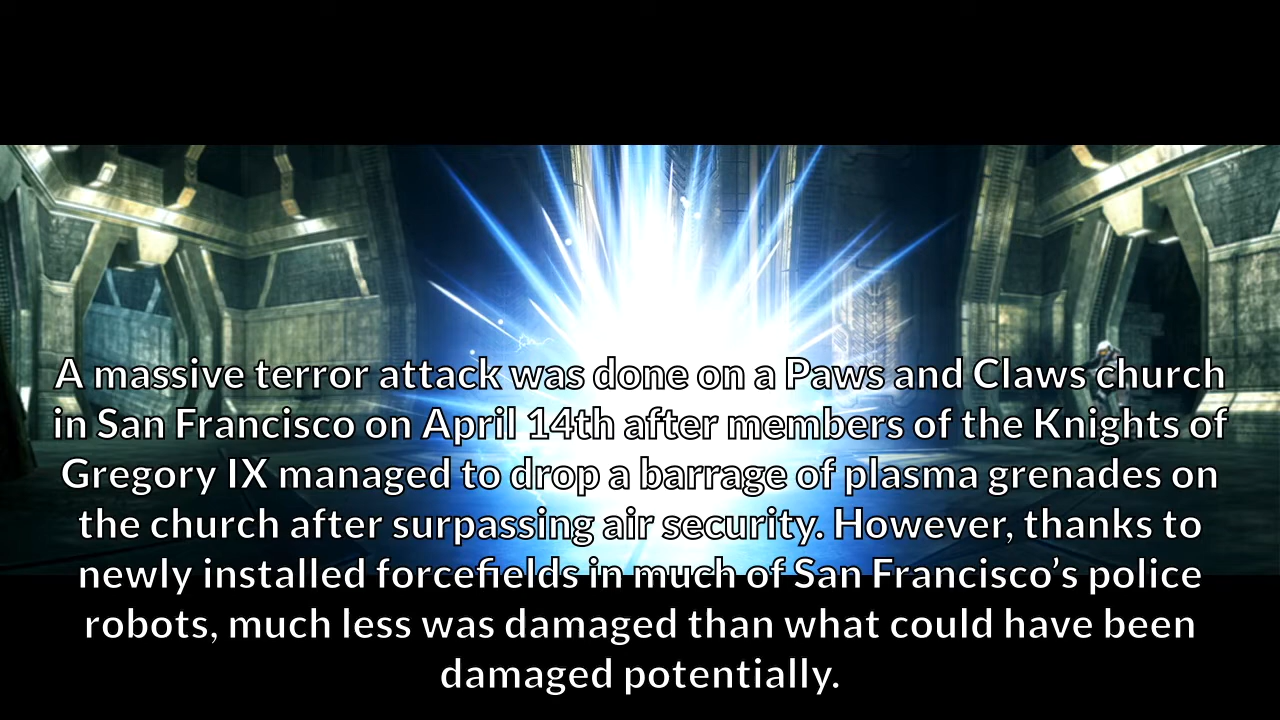 A massive terror attack was done on a Paws and Claws church
in San Francisco on April 14th after members of the Knights of
Gregory IX managed to drop a barrage of plasma grenades on
the church after surpassing air security. However, thanks to
newly installed forcefields in much of San Francisco’s police
robots, much less was damaged than what could have been
damaged potentially.